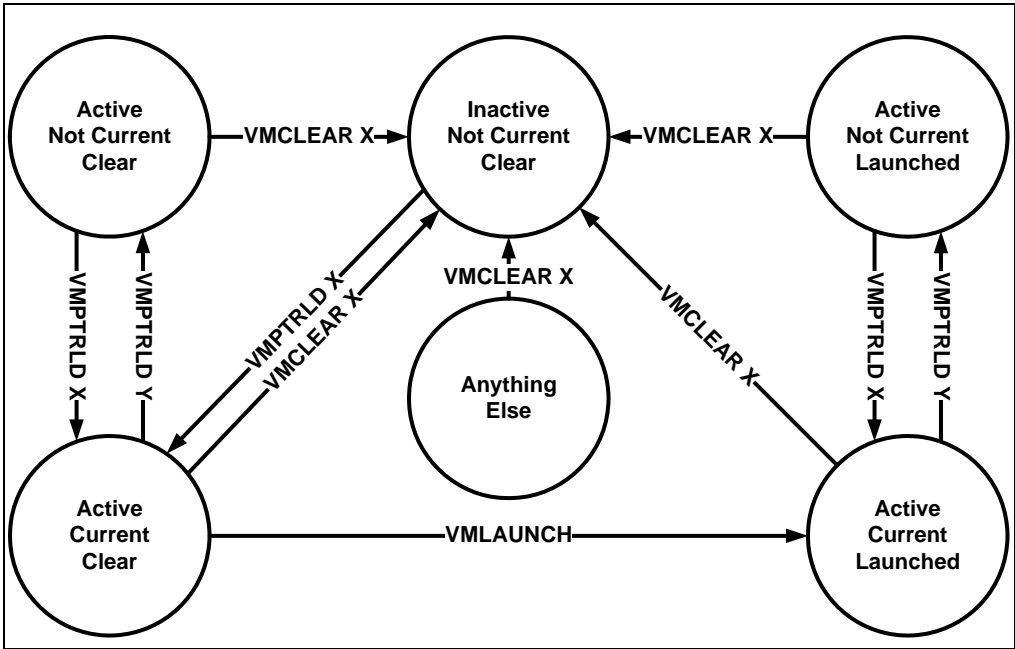 Active
Not Current
Clear
VMCLEAR X
Inactive
Not Current
Clear
VMCLEAR X
Active
Not Current
Launched
VMPTRLD X
VMPTRLD Y
VMPTRLD X
VMCLEAR X
VMCLEAR X
Anything
Else
VMCLEAR X
VMPTRLD X
VMPTRLD Y
Active
Current
Clear
VMLAUNCH
Active
Current
Launched